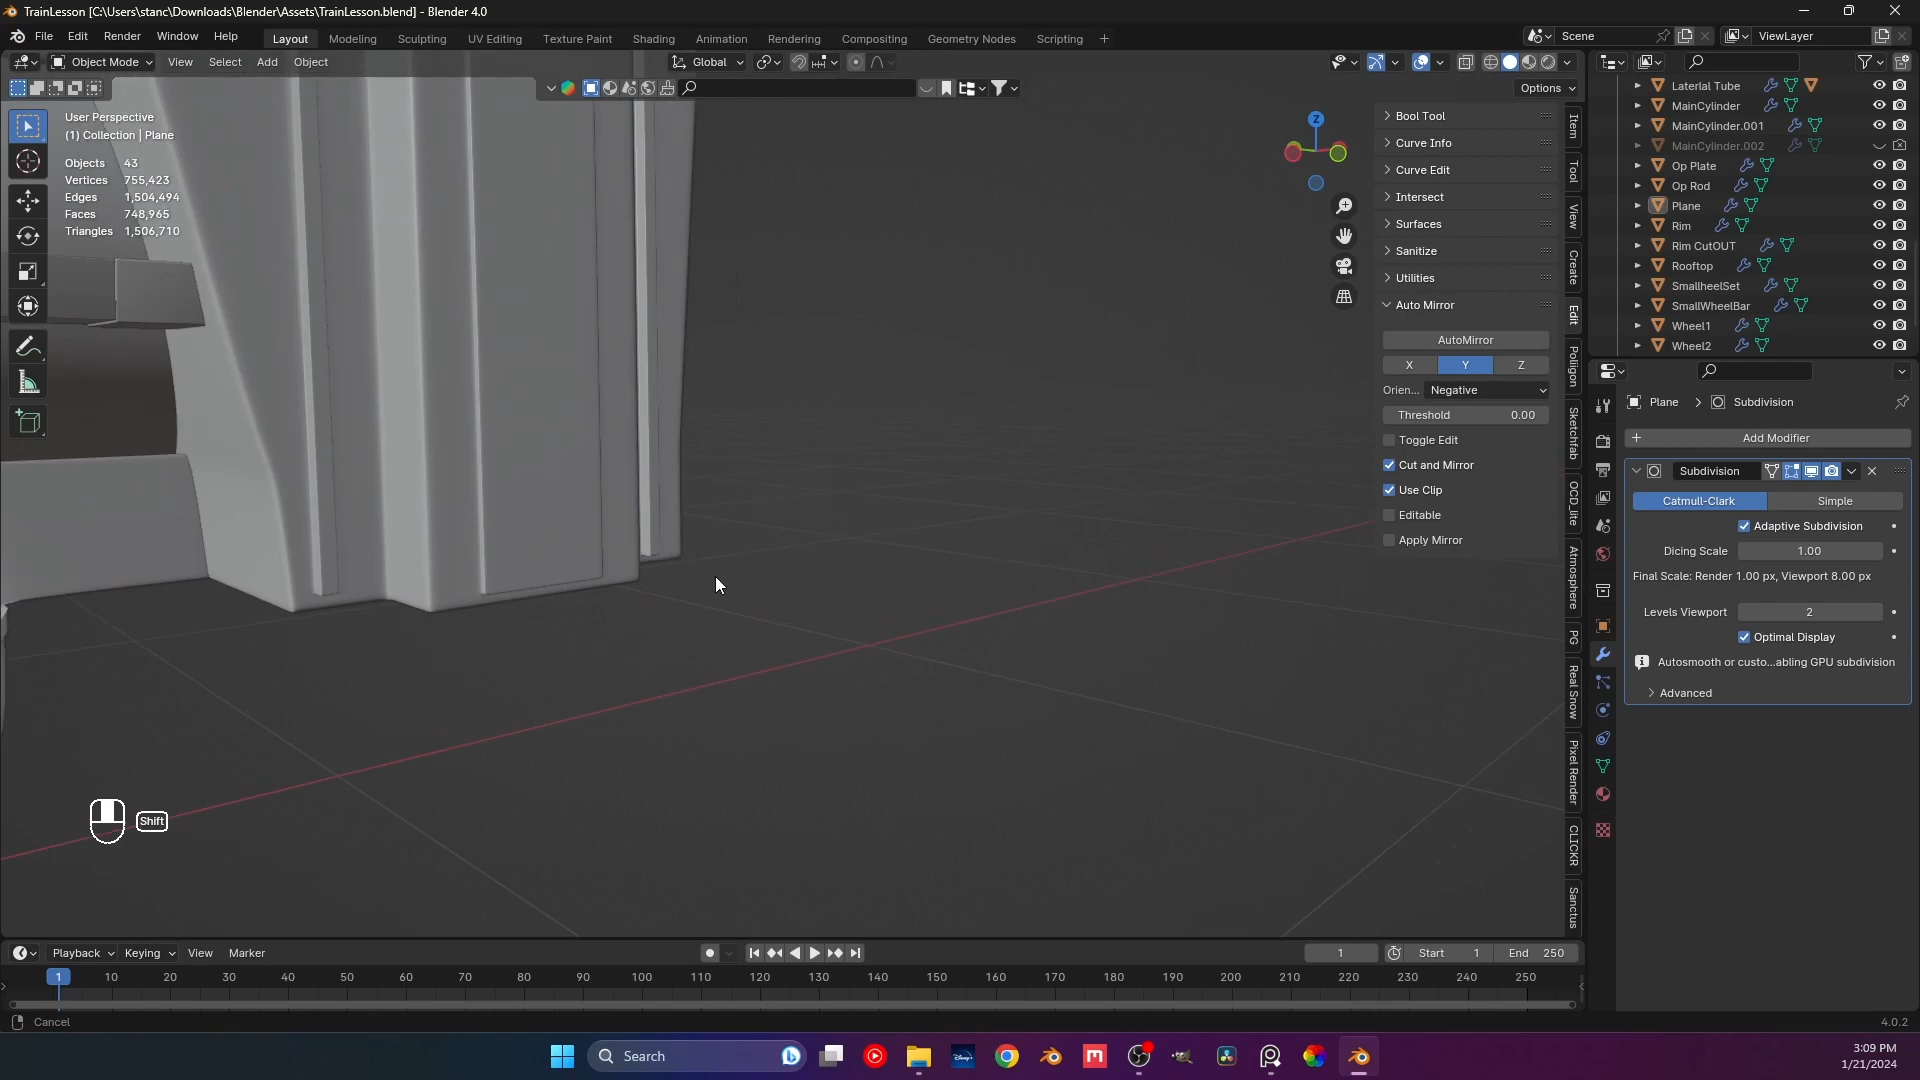 TrainLesson [C:\Users\stanc\Downloads\Blender\Assets\TrainLesson.blend] - Blender 4.0
File Edit Render Window Help Layout Modeling Sculpting UV Editing Texture Paint Shading Animation Rendering Compositing Geometry Nodes Scripting + Scene ViewLayer
Object Mode View Select Add Object Global
Options
User Perspective
(1) Collection | Plane
Objects 43
Vertices 755,423
Edges 1,504,494
Faces 748,965
Triangles 1,506,710
Z
Bool Tool
Curve Info
Curve Edit
Intersect
Surfaces
Sanitize
Utilities
Auto Mirror
AutoMirror
X Y Z
Orien... Negative
Threshold 0.00
Toggle Edit
Cut and Mirror
Use Clip
Editable
Apply Mirror
Item
Tool
View
Create
Edit
Poliigon
Sketchfab
OCD_lite
Atmosphere
PG
Real Snow
Pixel Render
CLICKR
Sanctus
Laterlal Tube
MainCylinder
MainCylinder.001
MainCylinder.002
Op Plate
Op Rod
Plane
Rim
Rim CutOUT
Rooftop
SmallheelSet
SmallWheelBar
Wheel1
Wheel2
Plane > Subdivision
+ Add Modifier
Subdivision
Catmull-Clark Simple
Adaptive Subdivision
Dicing Scale 1.00
Final Scale: Render 1.00 px, Viewport 8.00 px
Levels Viewport 2
Optimal Display
Autosmooth or custo...abling GPU subdivision
Advanced
Shift
Playback Keying View Marker 1 Start 1 End 250
1 10 20 30 40 50 60 70 80 90 100 110 120 130 140 150 160 170 180 190 200 210 220 230 240 250
Cancel 4.0.2
Search
Disney+
3:09 PM
1/21/2024